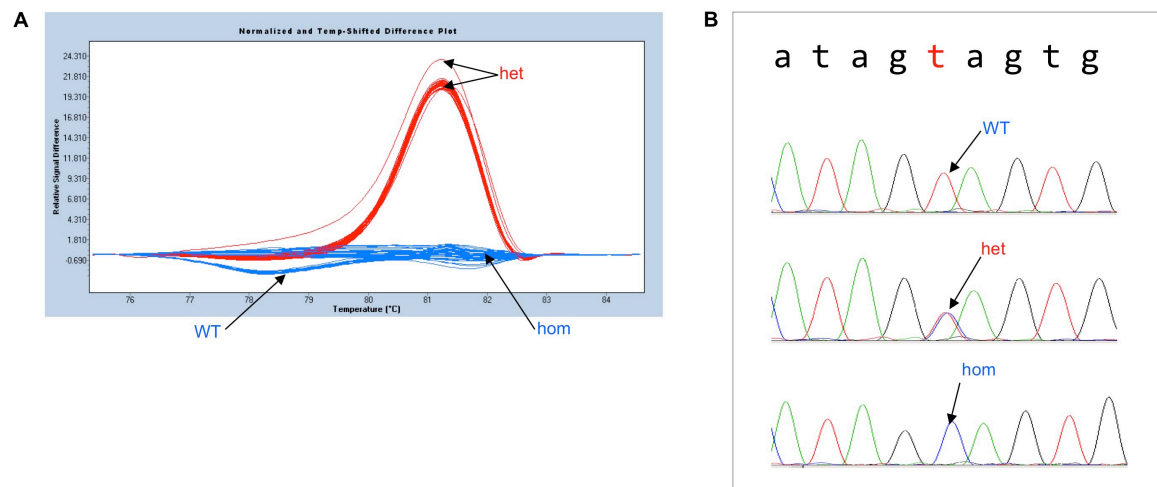 A
Normalized and Temp-Shifted Difference Plot
Relative Signal Difference
24.310
21.810
19.310
16.810
14.310
11.810
9.310
6.810
4.310
1.810
-0.690
het
76
77
78
79
80
81
82
83
84
Temperature (°C)
WT
hom
B
a t a g t a g t g
WT
het
hom